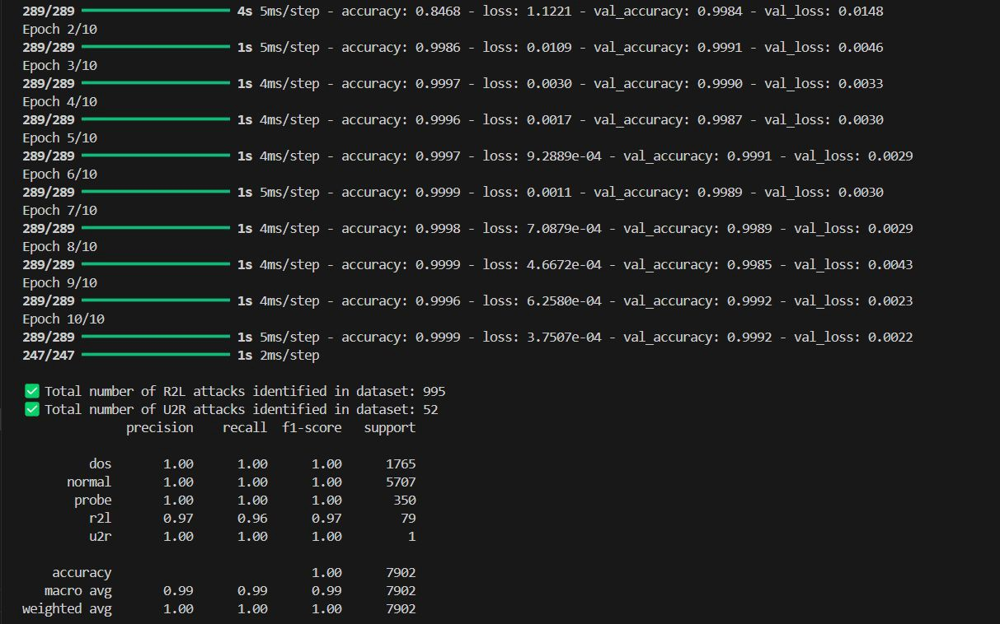 289/289 ━━━━━━━━━━━━━━━━━━━━ 4s 5ms/step - accuracy: 0.8468 - loss: 1.1221 - val_accuracy: 0.9984 - val_loss: 0.0148
Epoch 2/10
289/289 ━━━━━━━━━━━━━━━━━━━━ 1s 5ms/step - accuracy: 0.9986 - loss: 0.0109 - val_accuracy: 0.9991 - val_loss: 0.0046
Epoch 3/10
289/289 ━━━━━━━━━━━━━━━━━━━━ 1s 4ms/step - accuracy: 0.9997 - loss: 0.0030 - val_accuracy: 0.9990 - val_loss: 0.0033
Epoch 4/10
289/289 ━━━━━━━━━━━━━━━━━━━━ 1s 4ms/step - accuracy: 0.9996 - loss: 0.0017 - val_accuracy: 0.9987 - val_loss: 0.0030
Epoch 5/10
289/289 ━━━━━━━━━━━━━━━━━━━━ 1s 4ms/step - accuracy: 0.9997 - loss: 9.2889e-04 - val_accuracy: 0.9991 - val_loss: 0.0029
Epoch 6/10
289/289 ━━━━━━━━━━━━━━━━━━━━ 1s 5ms/step - accuracy: 0.9999 - loss: 0.0011 - val_accuracy: 0.9989 - val_loss: 0.0030
Epoch 7/10
289/289 ━━━━━━━━━━━━━━━━━━━━ 1s 4ms/step - accuracy: 0.9998 - loss: 7.0879e-04 - val_accuracy: 0.9989 - val_loss: 0.0029
Epoch 8/10
289/289 ━━━━━━━━━━━━━━━━━━━━ 1s 4ms/step - accuracy: 0.9999 - loss: 4.6672e-04 - val_accuracy: 0.9985 - val_loss: 0.0043
Epoch 9/10
289/289 ━━━━━━━━━━━━━━━━━━━━ 1s 4ms/step - accuracy: 0.9996 - loss: 6.2580e-04 - val_accuracy: 0.9992 - val_loss: 0.0023
Epoch 10/10
289/289 ━━━━━━━━━━━━━━━━━━━━ 1s 5ms/step - accuracy: 0.9999 - loss: 3.7507e-04 - val_accuracy: 0.9992 - val_loss: 0.0022
247/247 ━━━━━━━━━━━━━━━━━━━━ 1s 2ms/step
✅ Total number of R2L attacks identified in dataset: 995
✅ Total number of U2R attacks identified in dataset: 52
precision recall f1-score support
dos 1.00 1.00 1.00 1765
normal 1.00 1.00 1.00 5707
probe 1.00 1.00 1.00 350
r2l 0.97 0.96 0.97 79
u2r 1.00 1.00 1.00 1
accuracy 1.00 7902
macro avg 0.99 0.99 0.99 7902
weighted avg 1.00 1.00 1.00 7902